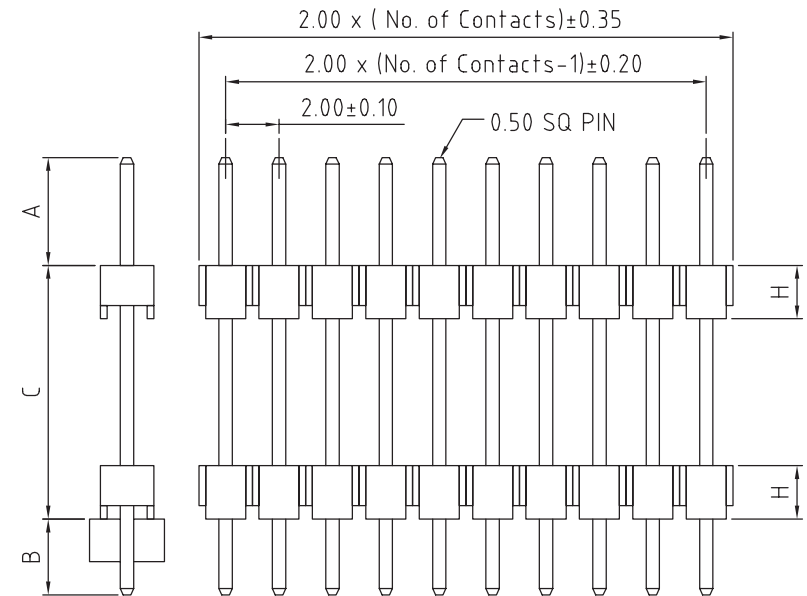 2.00 x ( No. of Contacts)±0.35
2.00 x (No. of Contacts-1)±0.20
2.00±0.10
0.50 SQ PIN
A
H
C
H
B